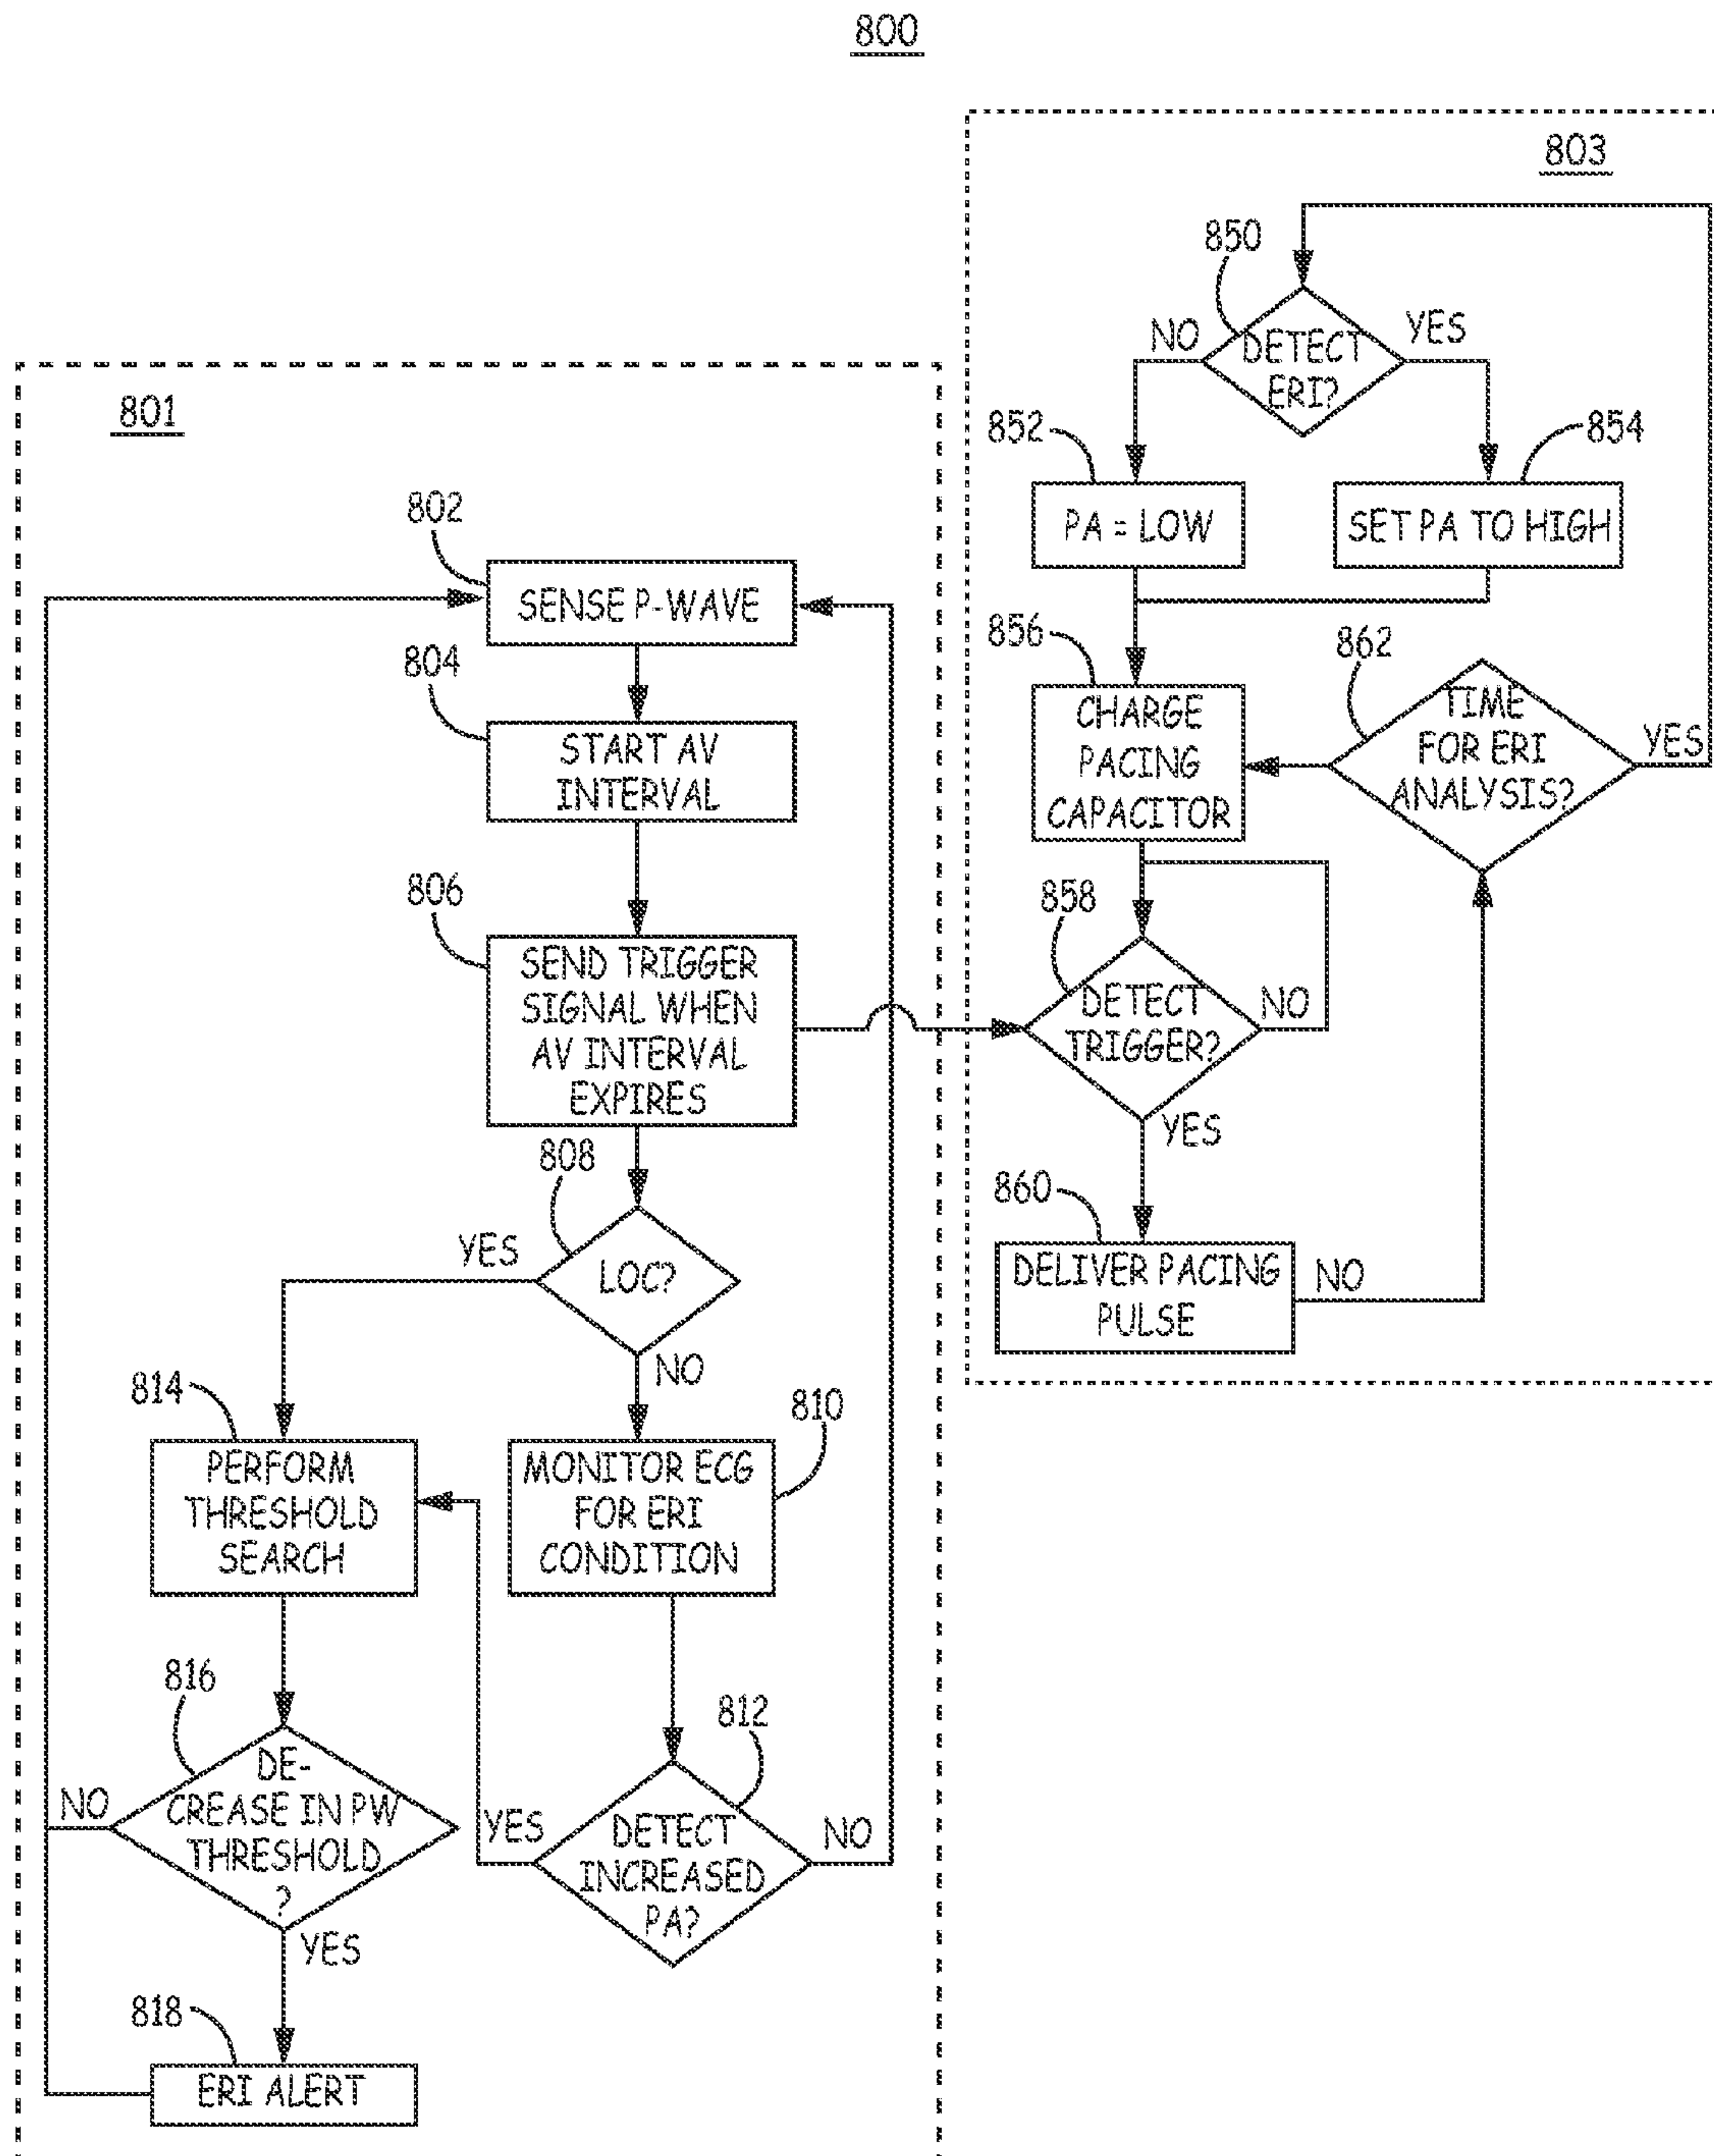 800
803
850
NO
YES
DETECT
ERI?
852
854
PA = LOW
SET PA TO HIGH
856
862
CHARGE
PACING
CAPACITOR
TIME
FOR ERI
ANALYSIS?
YES
858
DETECT
TRIGGER?
NO
YES
860
DELIVER PACING
PULSE
NO
801
802
SENSE P-WAVE
804
START AV
INTERVAL
806
SEND TRIGGER
SIGNAL WHEN
AV INTERVAL
EXPIRES
808
YES
LOC?
NO
814
810
PERFORM
THRESHOLD
SEARCH
MONITOR ECG
FOR ERI
CONDITION
816
812
DE-
CREASE IN PW
THRESHOLD
?
NO
YES
YES
DETECT
INCREASED
PA?
NO
818
ERI ALERT